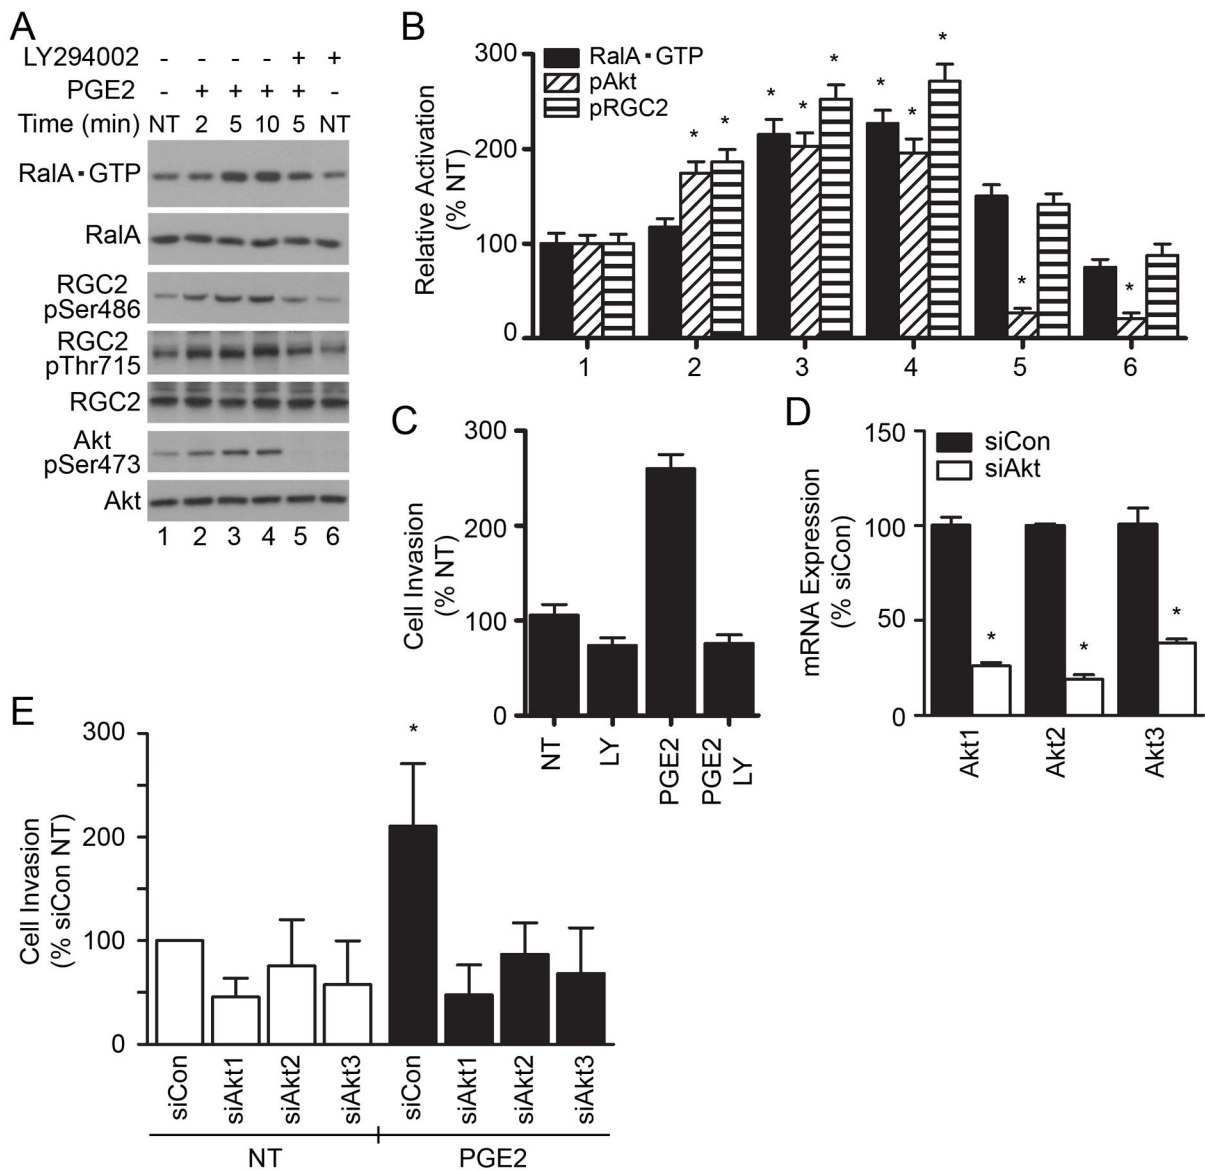 A
LY294002 - - - - + +
PGE2 - + + + + -
Time (min) NT 2 5 10 5 NT
RalA▪GTP
RalA
RGC2
pSer486
RGC2
pThr715
RGC2
Akt
pSer473
Akt
1 2 3 4 5 6
B
Relative Activation
(% NT)
300
200
100
0
RalA▪GTP
pAkt
pRGC2
* * * * * * * * * *
1 2 3 4 5 6
C
Cell Invasion
(% NT)
300
200
100
0
NT
LY
PGE2
PGE2
LY
D
mRNA Expression
(% siCon)
150
100
50
0
siCon
siAkt
* * *
Akt1
Akt2
Akt3
E
Cell Invasion
(% siCon NT)
300
200
100
0
*
siCon
siAkt1
siAkt2
siAkt3
siCon
siAkt1
siAkt2
siAkt3
NT
PGE2